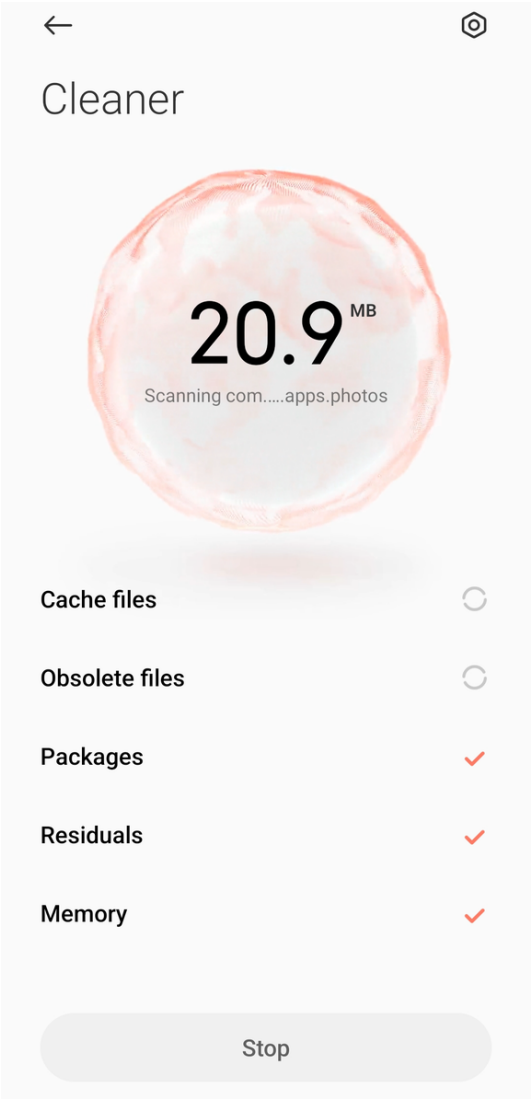 Cleaner
20.9 MB
Scanning com.....apps.photos
Cache files
Obsolete files
Packages
Residuals
Memory
Stop